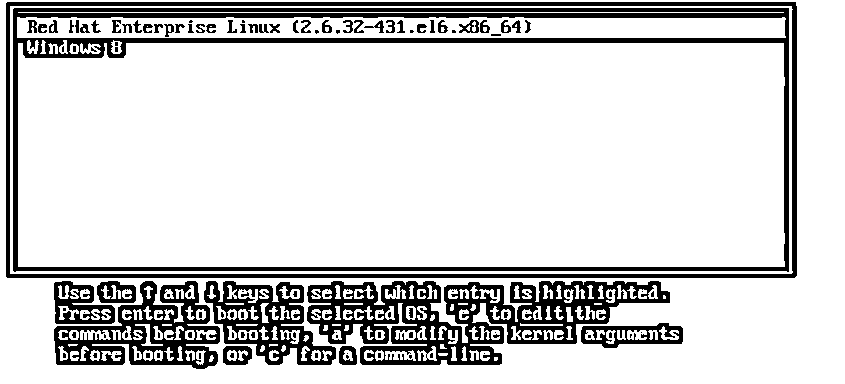 Red Hat Enterprise Linux (2.6.32-431.el6.x86_64)
Windows 8
Use the ↑ and ↓ keys to select which entry is highlighted.
Press enter to boot the selected OS, 'e' to edit the
commands before booting, 'a' to modify the kernel arguments
before booting, or 'c' for a command-line.